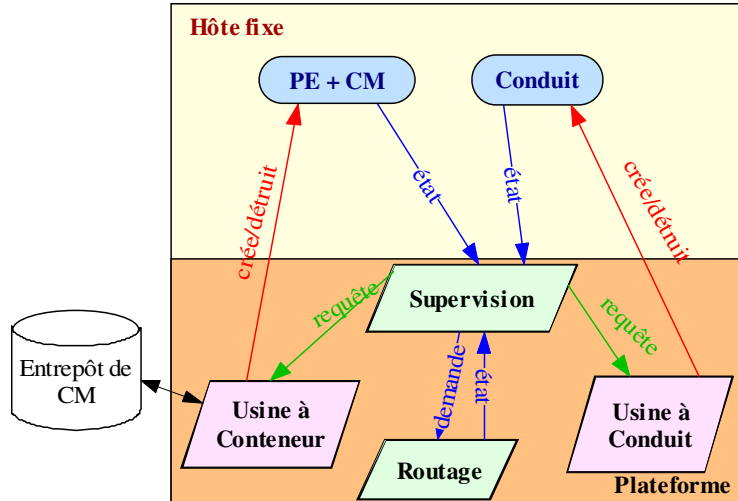 Hôte fixe
PE + CM
Conduit
état
état
crée/détruit
crée/détruit
Supervision
requête
requête
demande
état
Entrepôt de
CM
Usine à
Conteneur
Usine à
Conduit
Routage
Plateforme